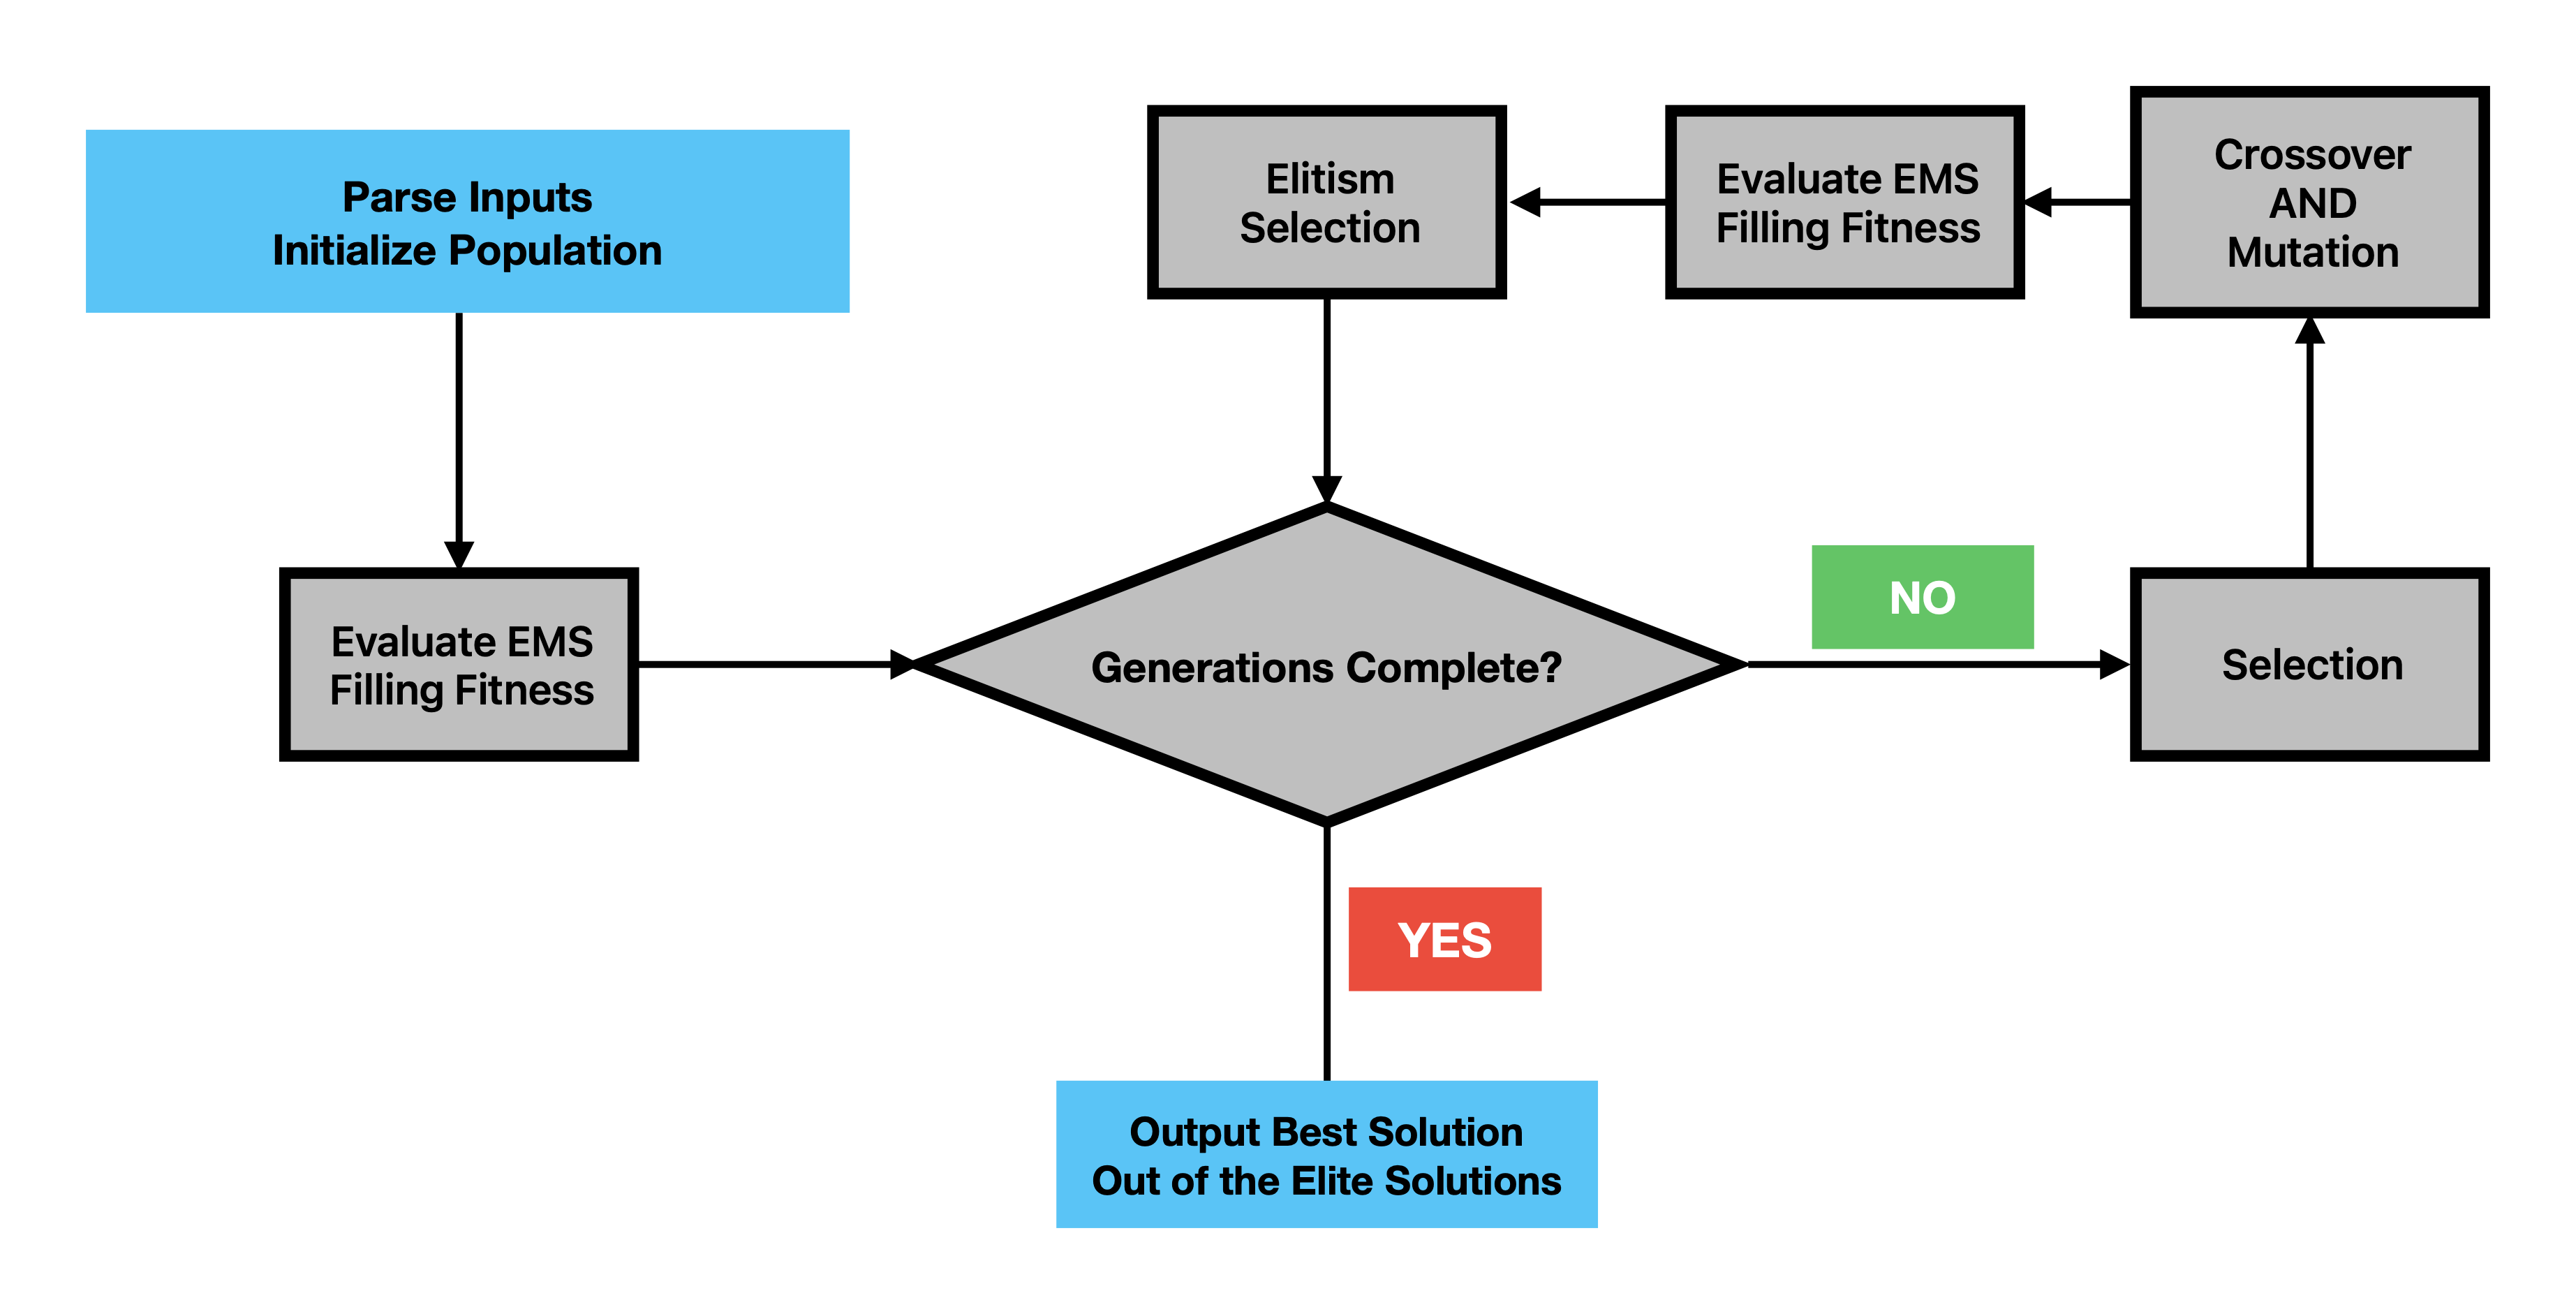 Parse Inputs
Initialize Population
Elitism
Selection
Evaluate EMS
Filling Fitness
Crossover
AND
Mutation
Evaluate EMS
Filling Fitness
Generations Complete?
NO
Selection
YES
Output Best Solution
Out of the Elite Solutions